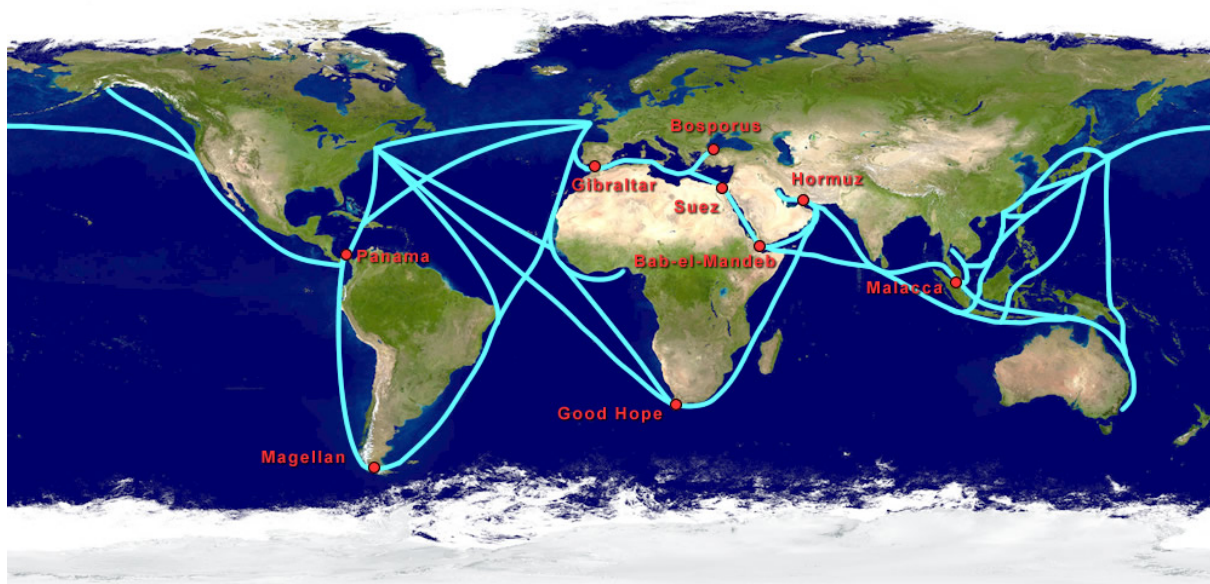 Bosporus
Gibraltar
Hormuz
Suez
Panama
Bab-el-Mandeb
Malacca
Good Hope
Magellan